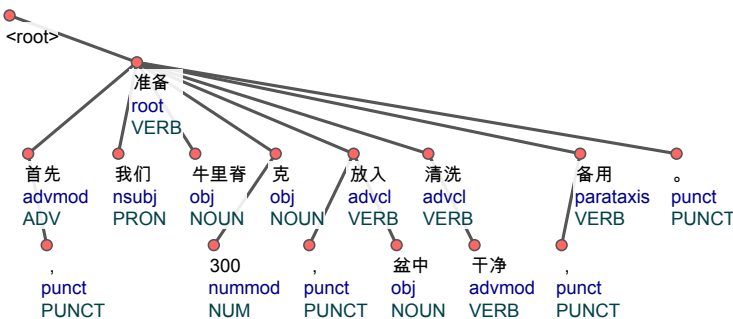 <root>
准备
root
VERB
首先 我们 牛里脊 克 放入 清洗 备用 。
advmod nsubj obj obj advcl advcl parataxis punct
ADV PRON NOUN NOUN VERB VERB VERB PUNCT
, 300 , 盆中 干净 ,
punct nummod punct obj advmod punct
PUNCT NUM PUNCT NOUN VERB PUNCT